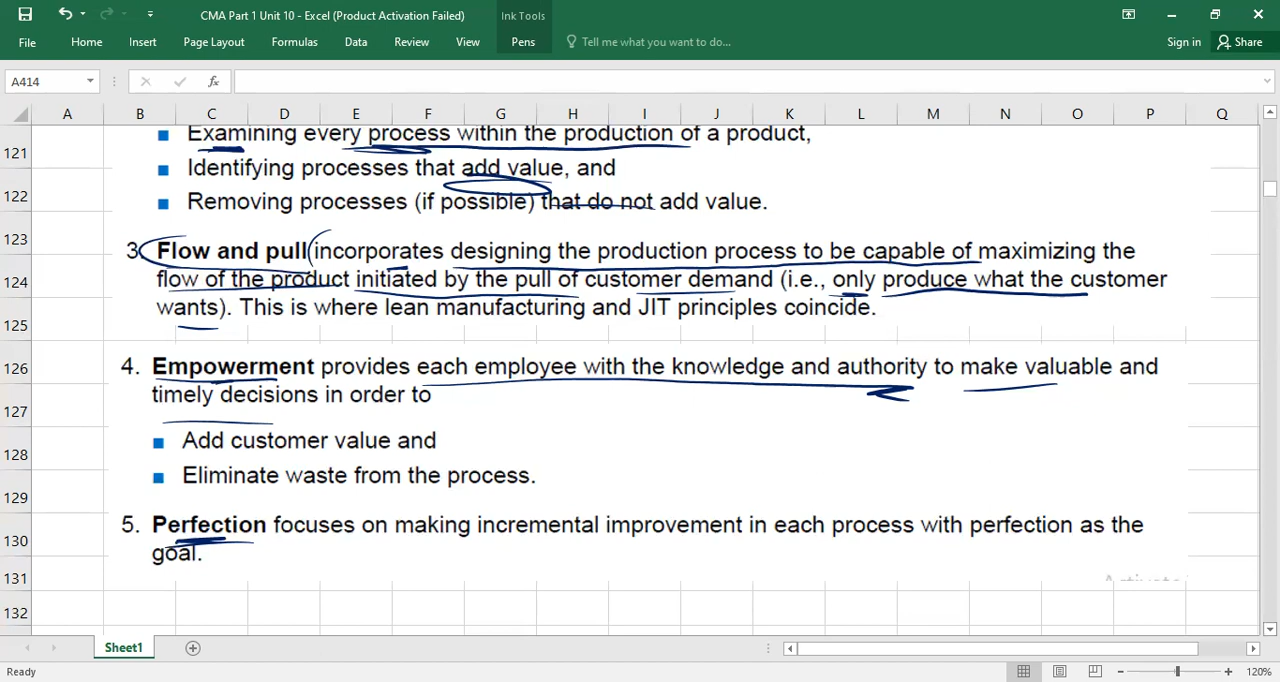 CMA Part 1 Unit 10 - Excel (Product Activation Failed)
Ink Tools
File Home Insert Page Layout Formulas Data Review View Pens Tell me what you want to do... Sign in Share
A414 fx
A B C D E F G H I J K L M N O P Q
121
122
123
124
125
126
127
128
129
130
131
132
■ Examining every process within the production of a product,
■ Identifying processes that add value, and
■ Removing processes (if possible) that do not add value.
3. Flow and pull incorporates designing the production process to be capable of maximizing the
flow of the product initiated by the pull of customer demand (i.e., only produce what the customer
wants). This is where lean manufacturing and JIT principles coincide.
4. Empowerment provides each employee with the knowledge and authority to make valuable and
timely decisions in order to
■ Add customer value and
■ Eliminate waste from the process.
5. Perfection focuses on making incremental improvement in each process with perfection as the
goal.
Sheet1
Ready
120%